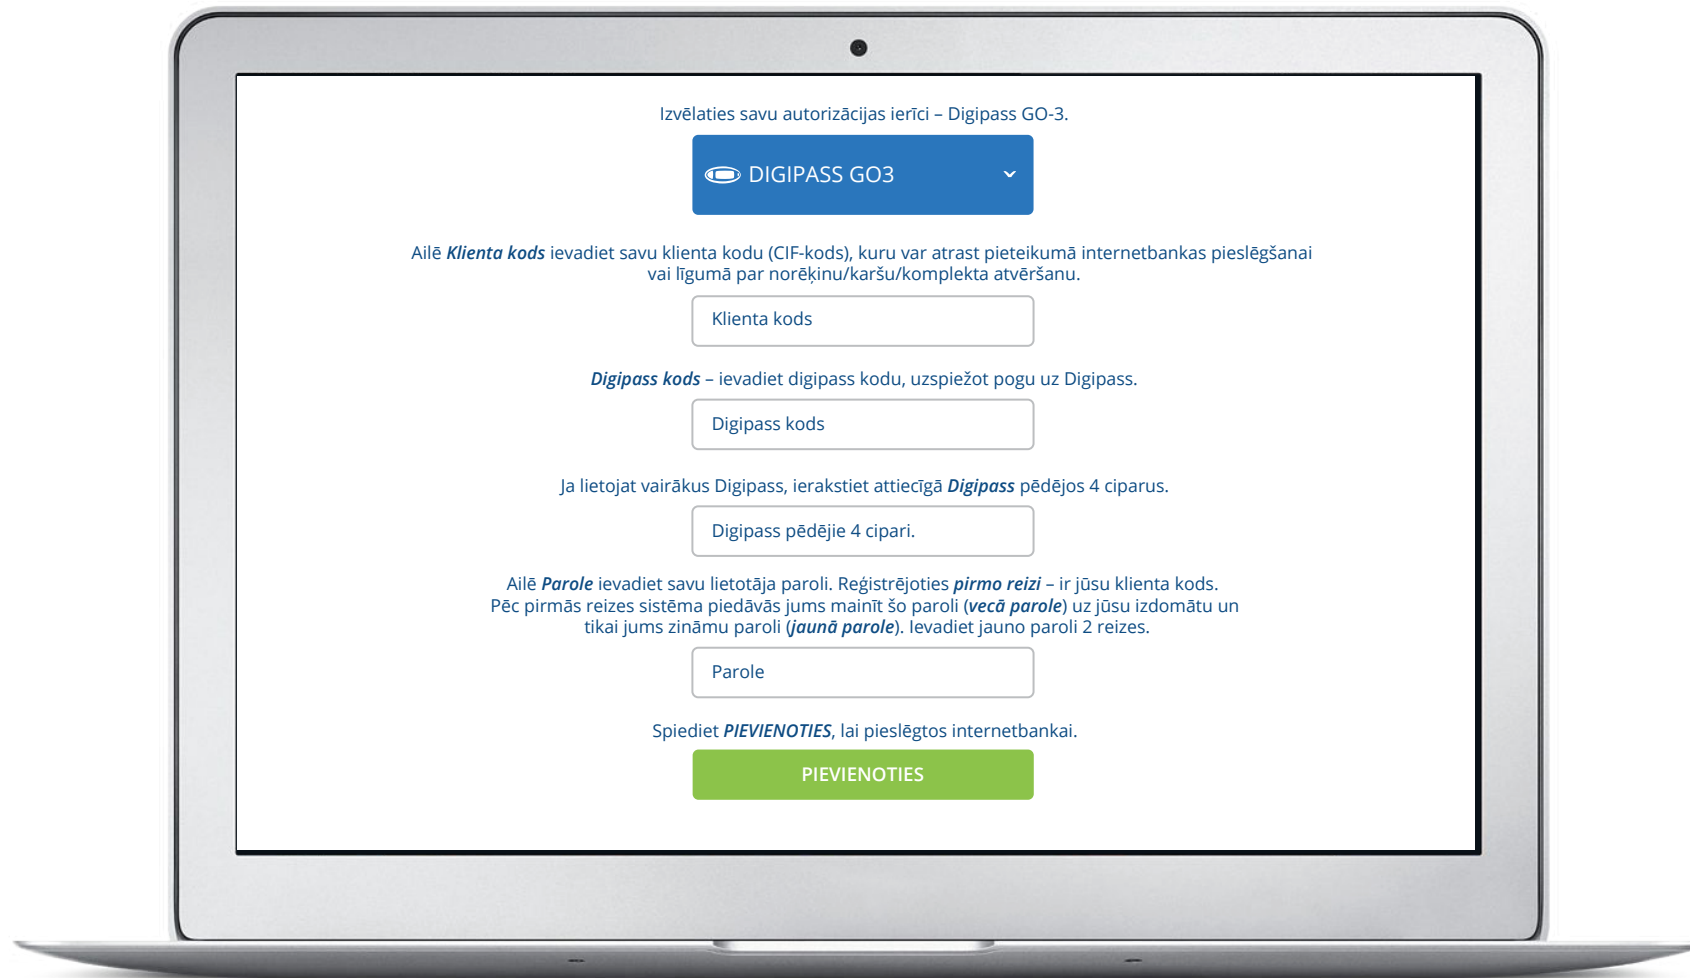 Izvēlaties savu autorizācijas ierīci – Digipass GO-3.
DIGIPASS GO3
Ailē Klienta kods ievadiet savu klienta kodu (CIF-kods), kuru var atrast pieteikumā internetbankas pieslēgšanai
vai līgumā par norēķinu/karšu/komplekta atvēršanu.
Klienta kods
Digipass kods – ievadiet digipass kodu, uzspiežot pogu uz Digipass.
Digipass kods
Ja lietojat vairākus Digipass, ierakstiet attiecīgā Digipass pēdējos 4 ciparus.
Digipass pēdējie 4 cipari.
Ailē Parole ievadiet savu lietotāja paroli. Reģistrējoties pirmo reizi – ir jūsu klienta kods.
Pēc pirmās reizes sistēma piedāvās jums mainīt šo paroli (vecā parole) uz jūsu izdomātu un
tikai jums zināmu paroli (jaunā parole). Ievadiet jauno paroli 2 reizes.
Parole
Spiediet PIEVIENOTIES, lai pieslēgtos internetbankai.
PIEVIENOTIES